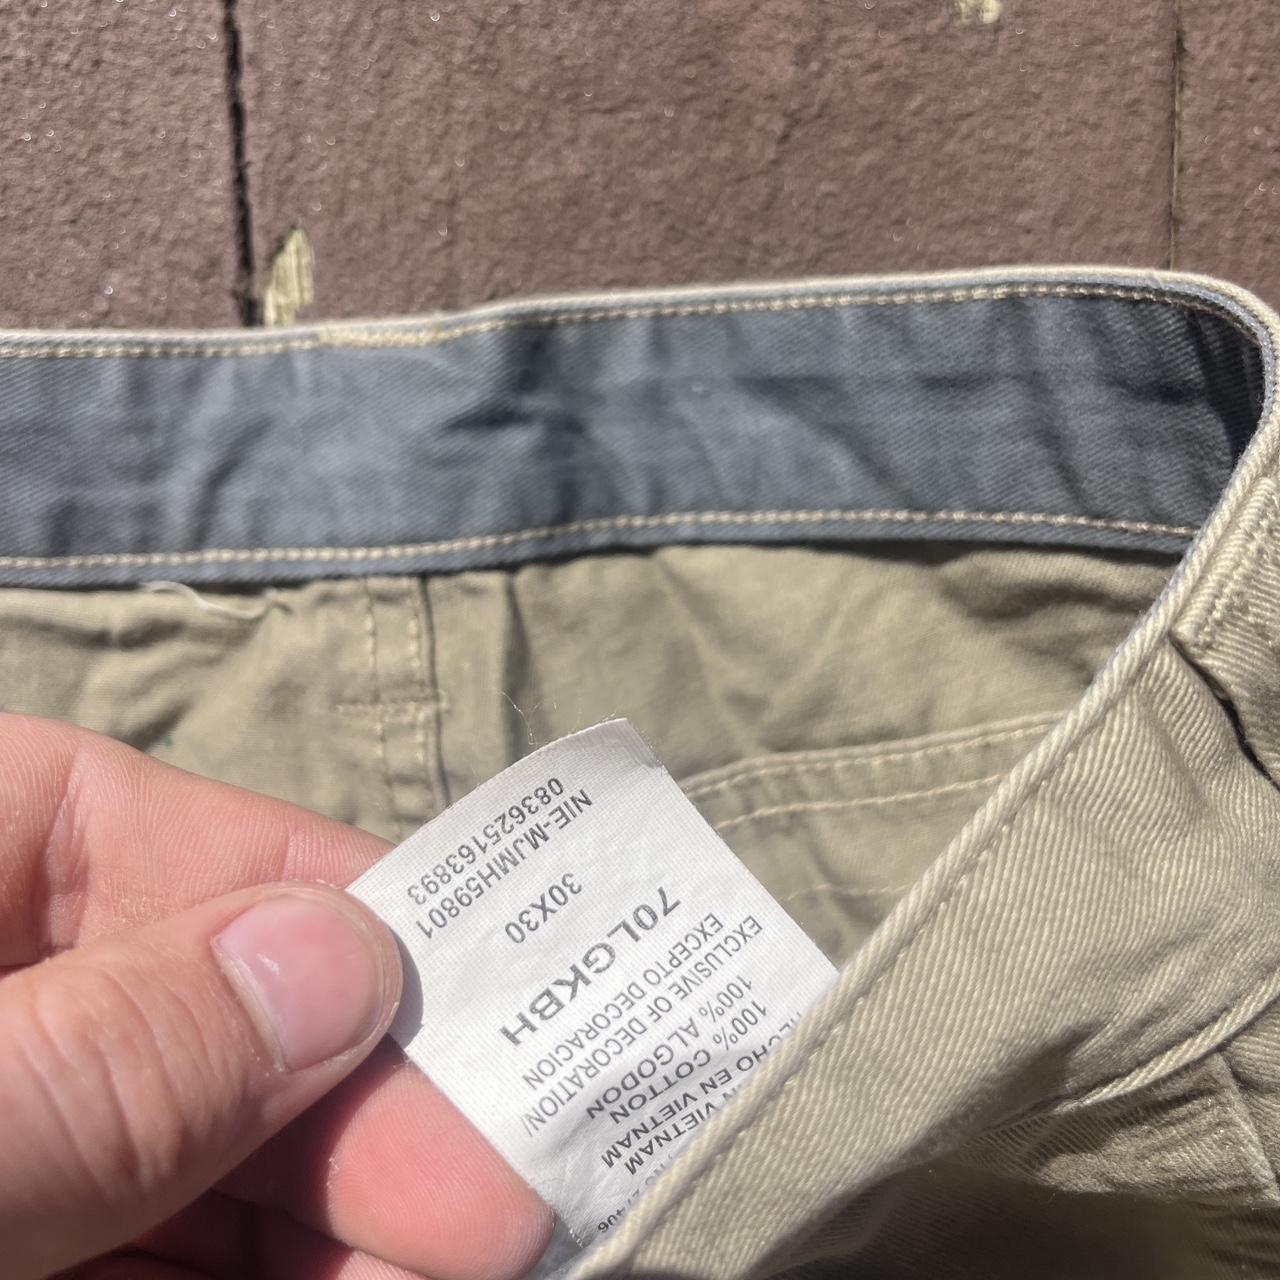 27406
IN VIETNAM
HECHO EN VIETNAM
100% COTTON
100% ALGODON
EXCLUSIVE OF DECORATION/
EXCEPTO DECORACION
70LGKBH
30X30
NIE-MJMH59801
083625163893